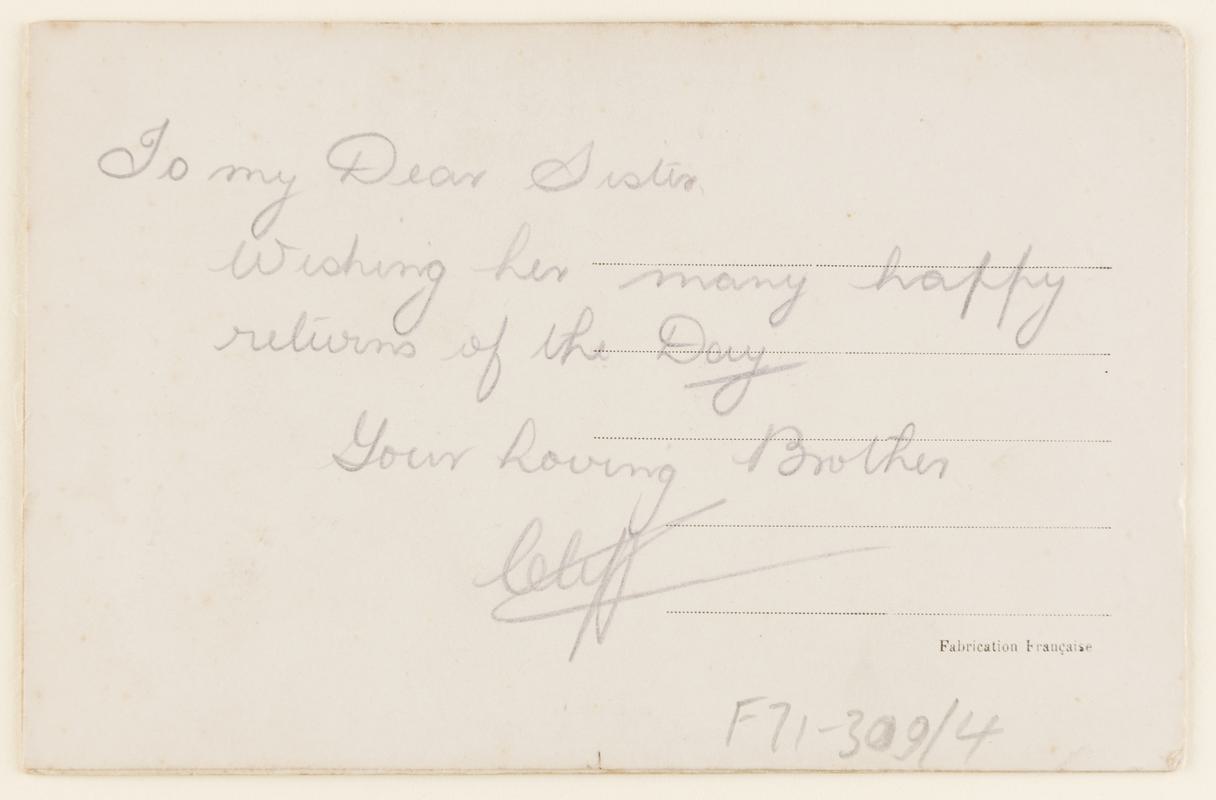 To my Dear Sister.
Wishing her many happy
returns of the Day
Your Loving Brother
Cliff
Fabrication Française
F71-309/4